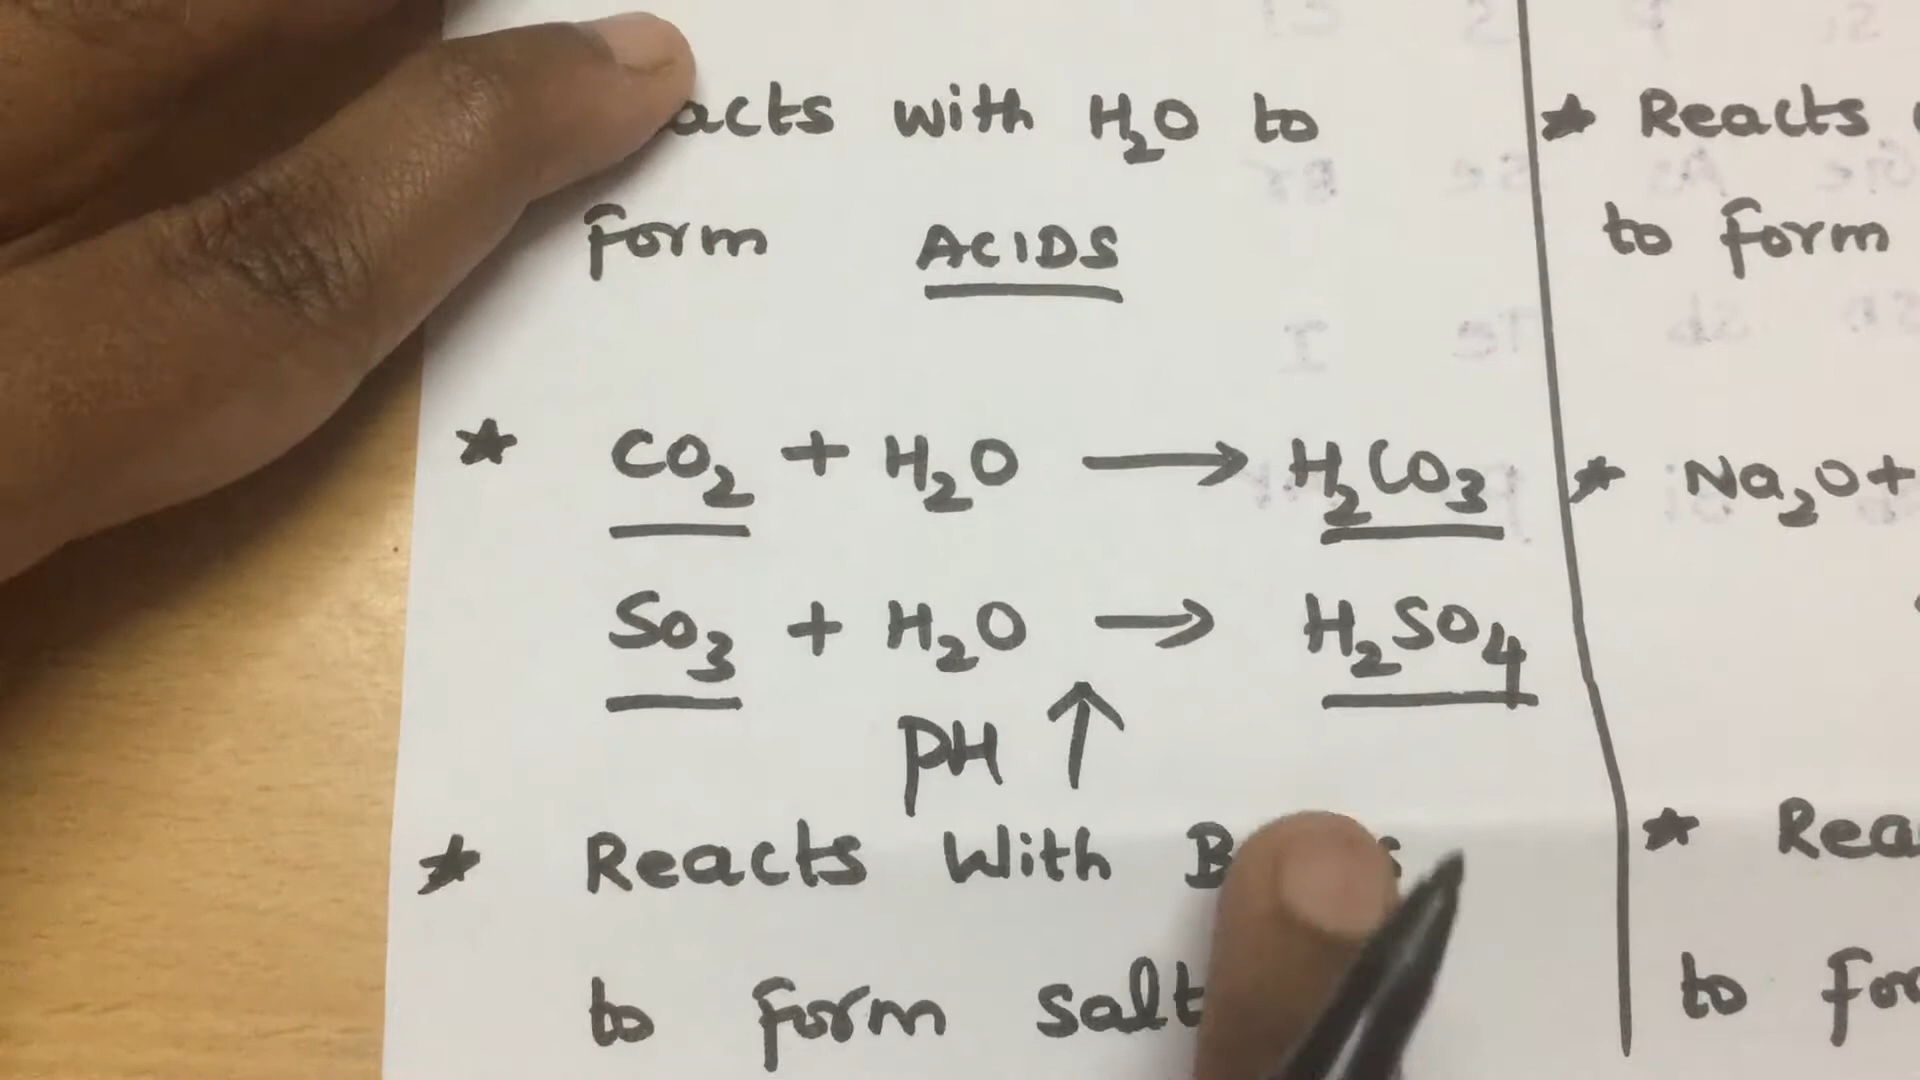 acts with H₂O to
form ACIDS
★ CO₂ + H₂O → H₂CO₃
SO₃ + H₂O → H₂SO₄
PH ↑
★ Reacts With
to form salt
★ Reacts
to form
★ Na₂O +
★ Rea
to for